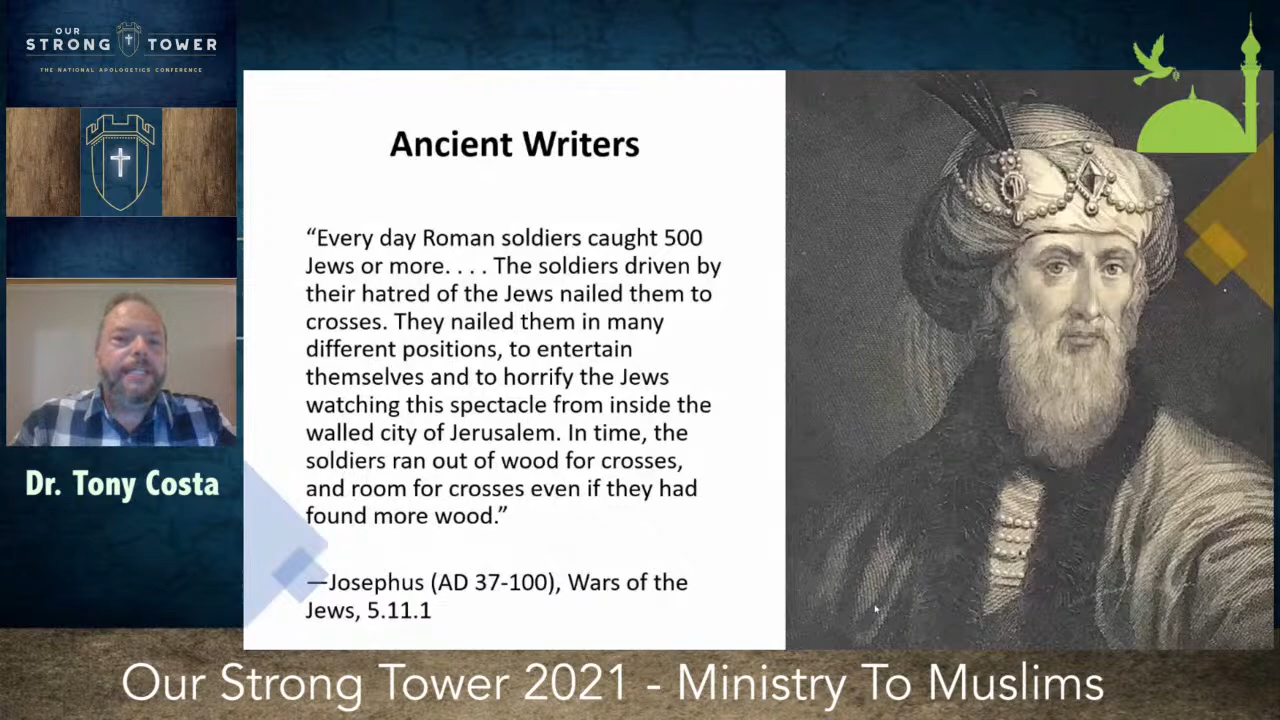 OUR
STRONG TOWER
THE NATIONAL APOLOGETICS CONFERENCE
Ancient Writers
“Every day Roman soldiers caught 500
Jews or more. . . . The soldiers driven by
their hatred of the Jews nailed them to
crosses. They nailed them in many
different positions, to entertain
themselves and to horrify the Jews
watching this spectacle from inside the
walled city of Jerusalem. In time, the
soldiers ran out of wood for crosses,
and room for crosses even if they had
found more wood.”
—Josephus (AD 37-100), Wars of the
Jews, 5.11.1
Dr. Tony Costa
Our Strong Tower 2021 - Ministry To Muslims